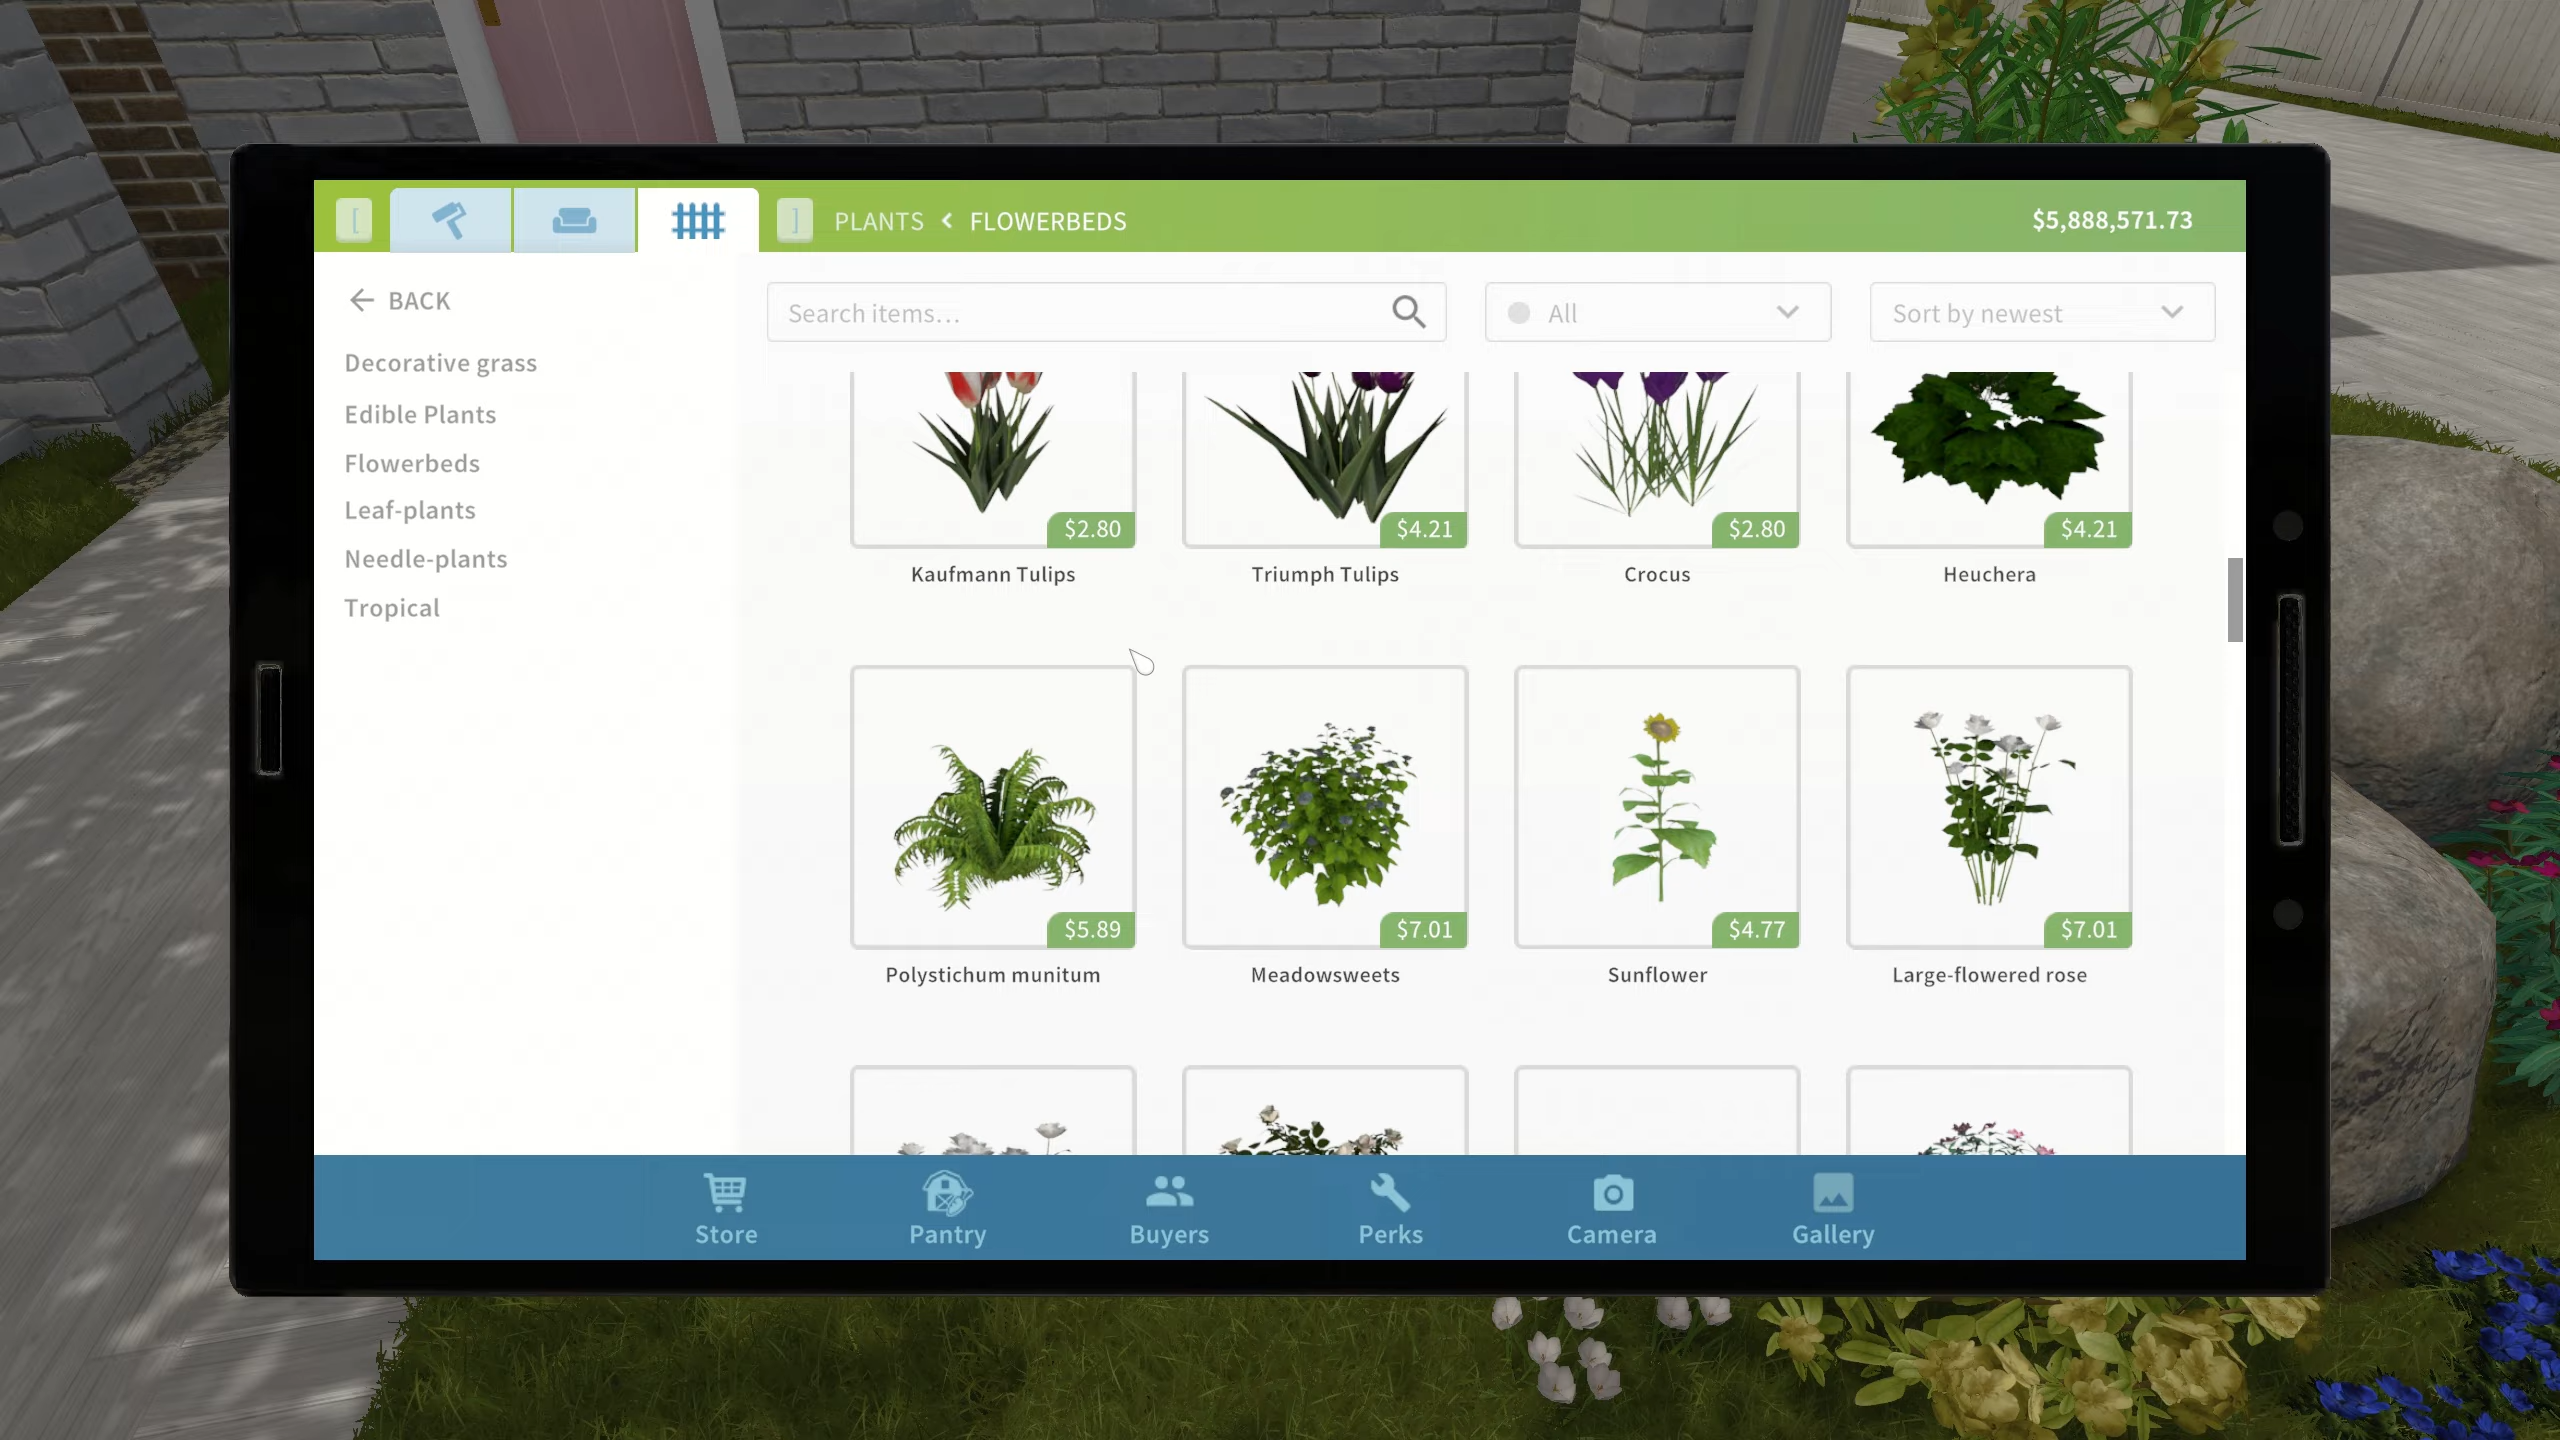 [
]
PLANTS < FLOWERBEDS
$5,888,571.73
BACK
Decorative grass
Edible Plants
Flowerbeds
Leaf-plants
Needle-plants
Tropical
Search items...
All
Sort by newest
$2.80
$4.21
$2.80
$4.21
Kaufmann Tulips
Triumph Tulips
Crocus
Heuchera
$5.89
$7.01
$4.77
$7.01
Polystichum munitum
Meadowsweets
Sunflower
Large-flowered rose
Store
Pantry
Buyers
Perks
Camera
Gallery